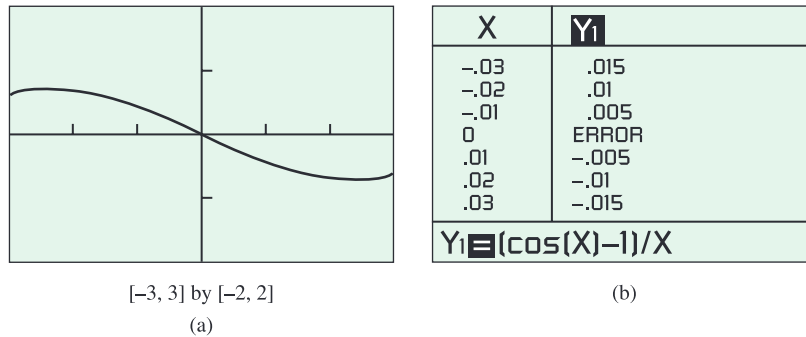 X Y1
–.03 .015
–.02 .01
–.01 .005
0 ERROR
.01 –.005
.02 –.01
.03 –.015
Y1=(cos(X)–1)/X
[–3, 3] by [–2, 2]
(a)
(b)